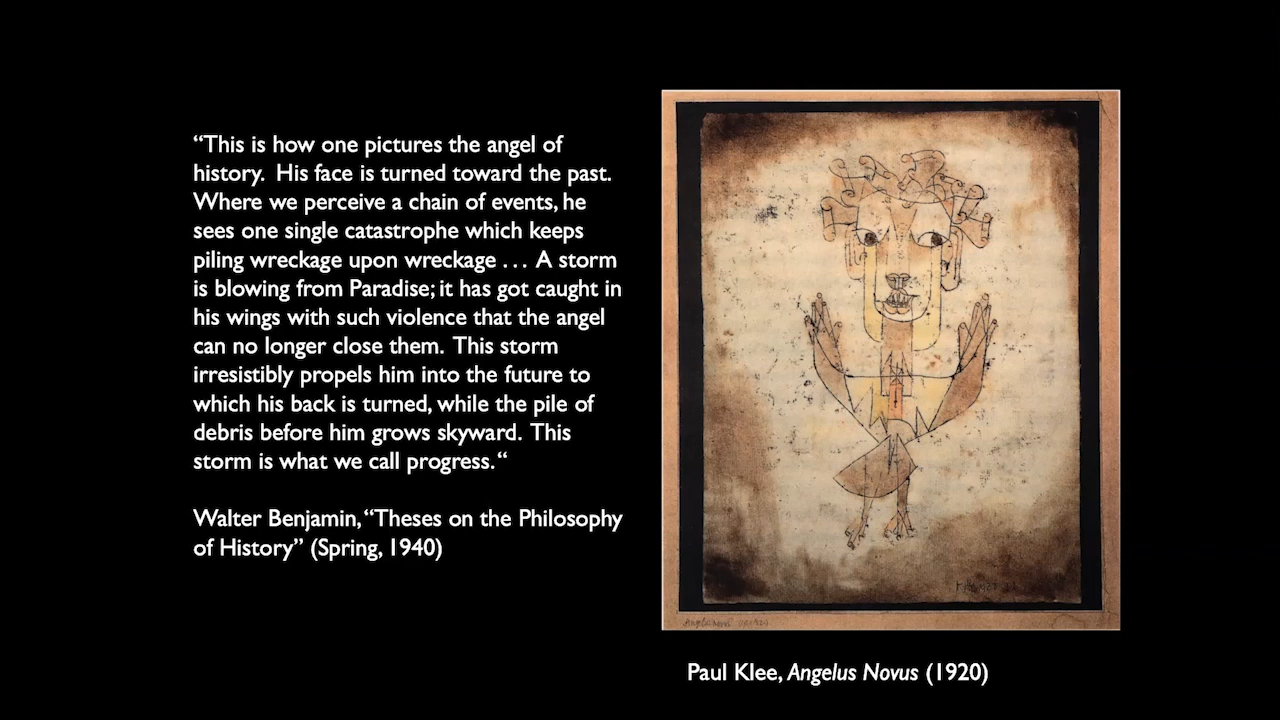 “This is how one pictures the angel of
history.  His face is turned toward the past.
Where we perceive a chain of events, he
sees one single catastrophe which keeps
piling wreckage upon wreckage . . .  A storm
is blowing from Paradise; it has got caught in
his wings with such violence that the angel
can no longer close them.  This storm
irresistibly propels him into the future to
which his back is turned, while the pile of
debris before him grows skyward.  This
storm is what we call progress.“
Walter Benjamin, “Theses on the Philosophy
of History” (Spring, 1940)
Paul Klee, Angelus Novus (1920)